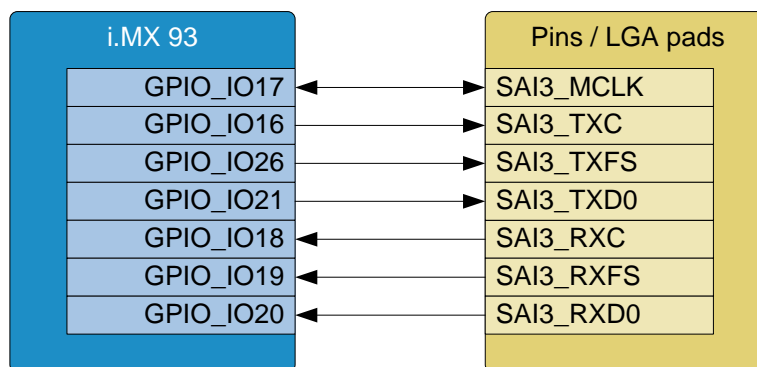 i.MX 93
Pins / LGA pads
GPIO_IO17 SAI3_MCLK
GPIO_IO16 SAI3_TXC
GPIO_IO26 SAI3_TXFS
GPIO_IO21 SAI3_TXD0
GPIO_IO18 SAI3_RXC
GPIO_IO19 SAI3_RXFS
GPIO_IO20 SAI3_RXD0